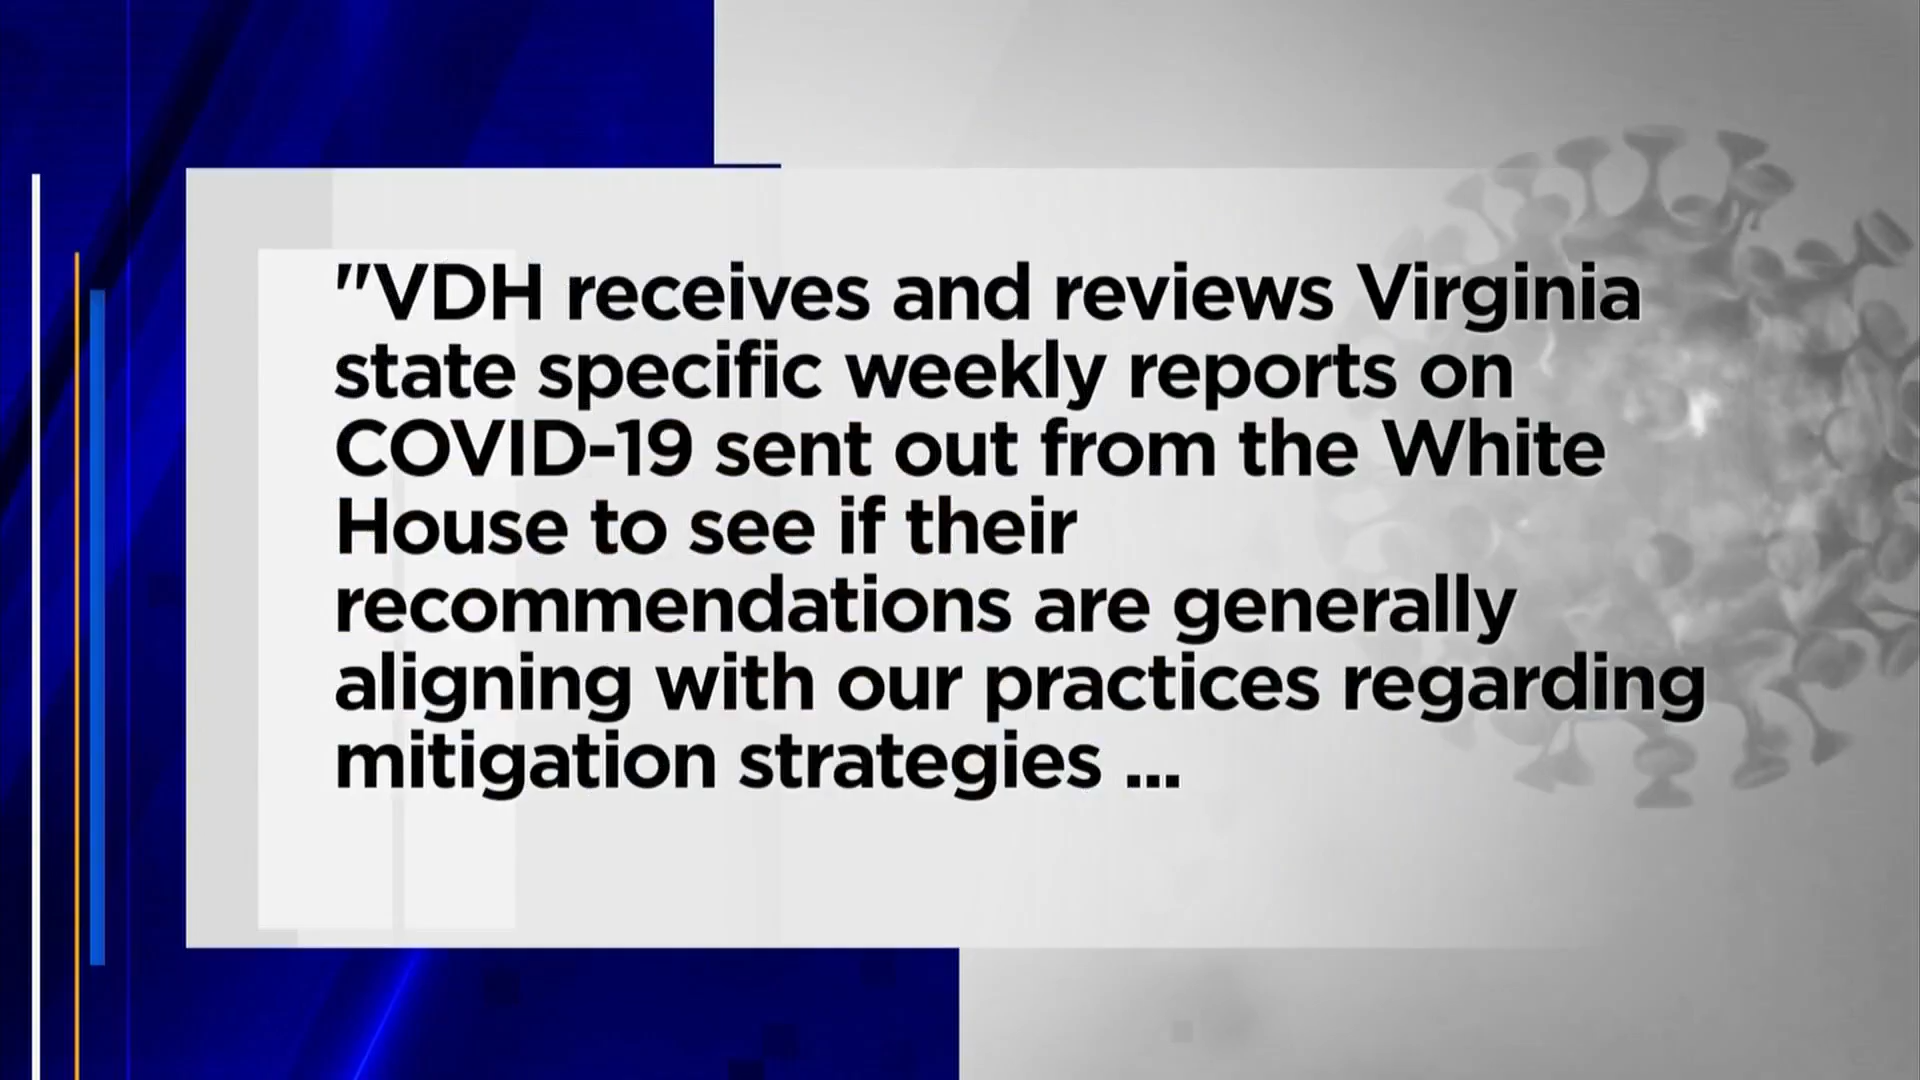 "VDH receives and reviews Virginia
state specific weekly reports on
COVID-19 sent out from the White
House to see if their
recommendations are generally
aligning with our practices regarding
mitigation strategies ...